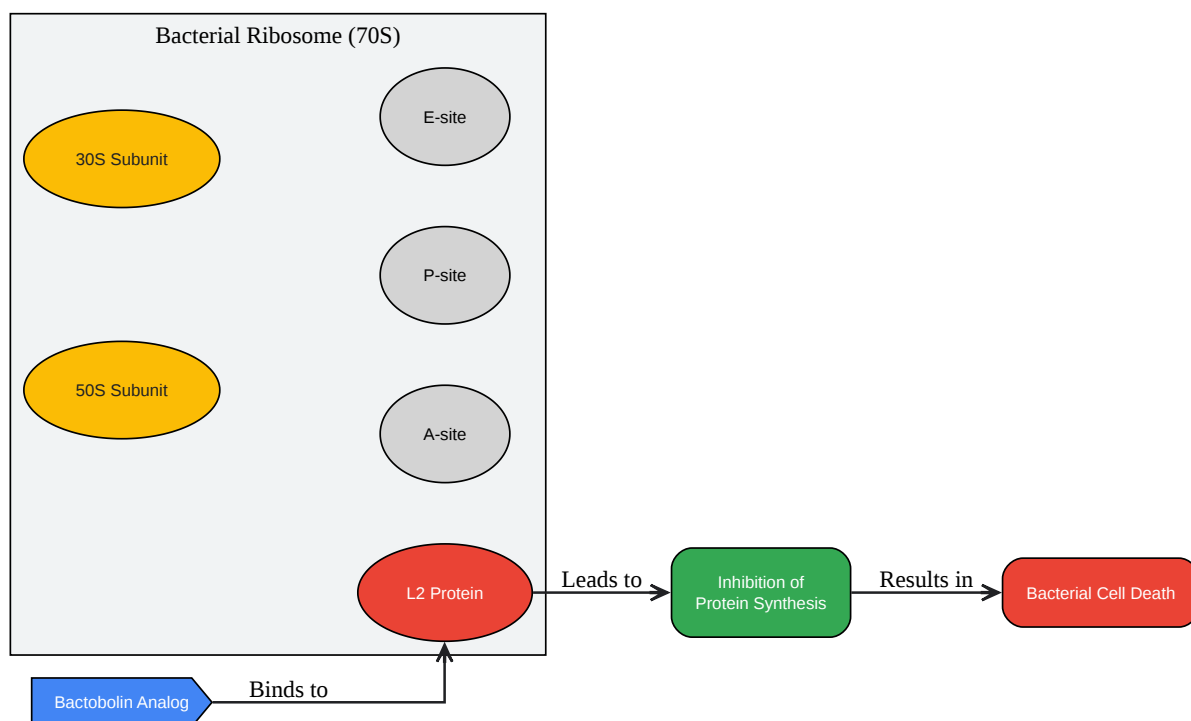 Bacterial Ribosome (70S)
E-site
30S Subunit
P-site
50S Subunit
A-site
L2 Protein
Leads to
Inhibition of
Protein Synthesis
Results in
Bacterial Cell Death
Bactobolin Analog
Binds to